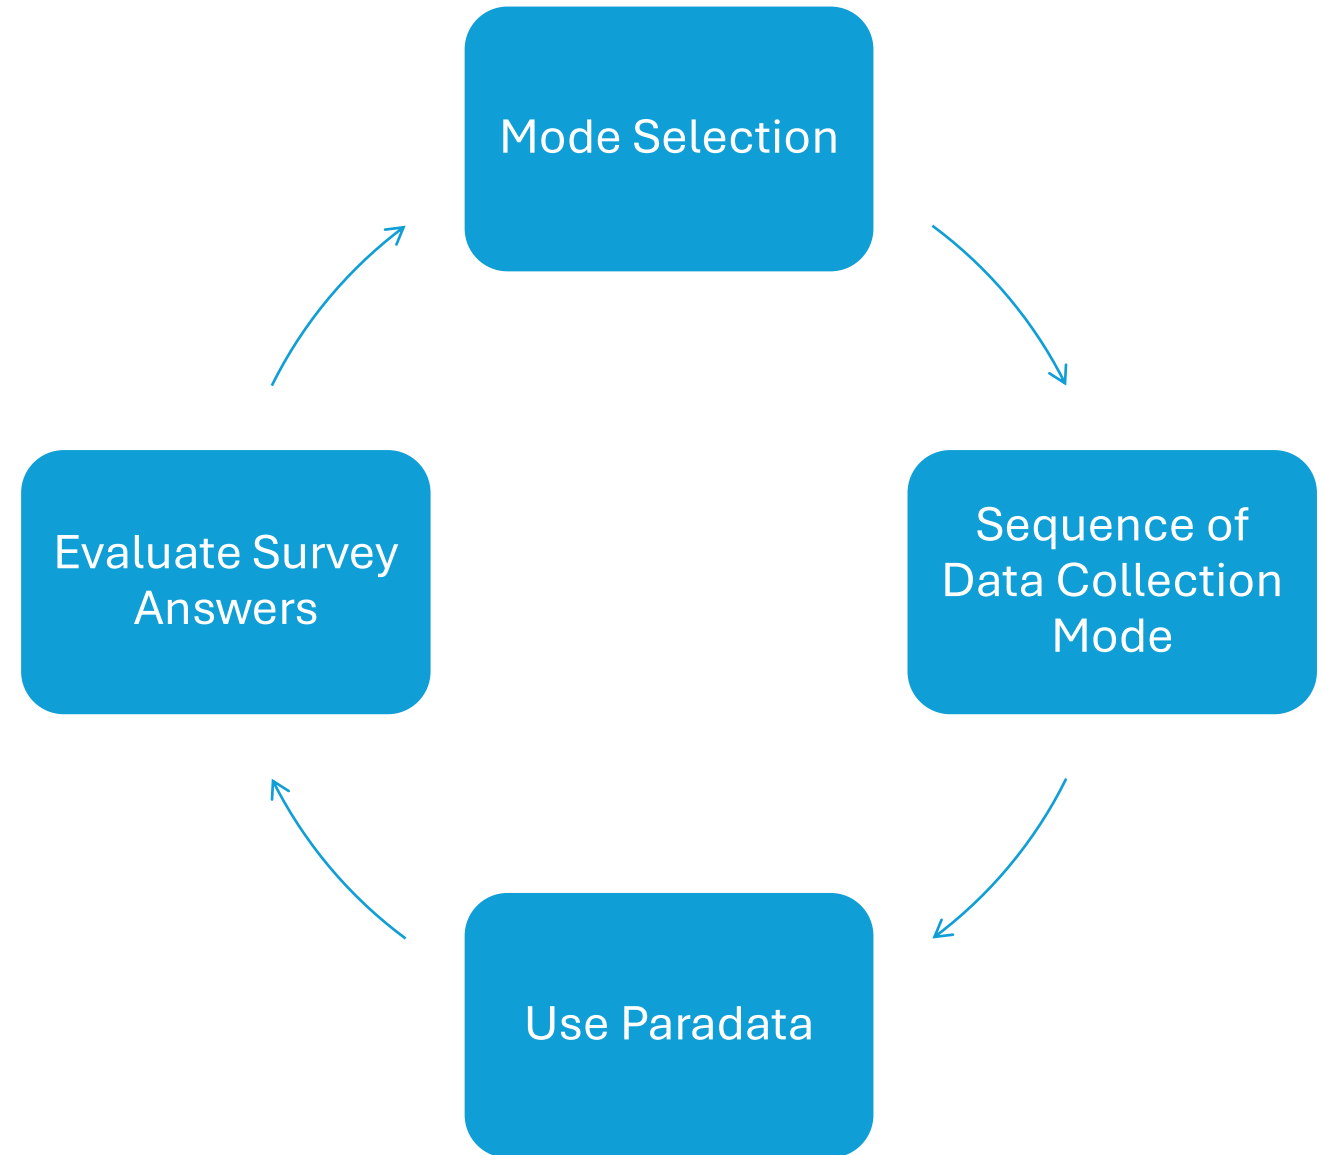 Mode Selection
Sequence of
Data Collection
Mode
Use Paradata
Evaluate Survey
Answers